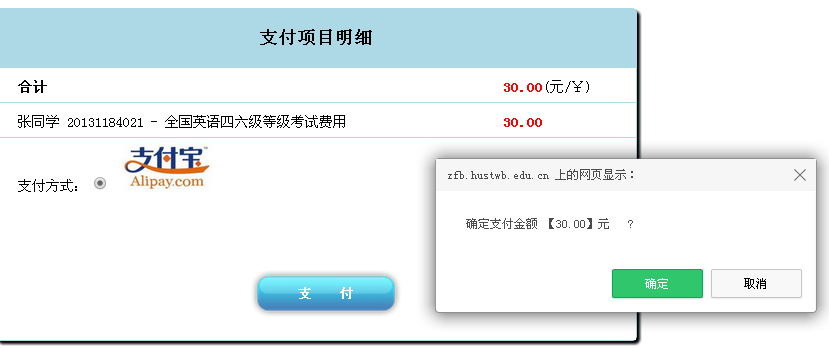 支付项目明细
合计 30.00(元/￥)
张同学 20131184021 - 全国英语四六级等级考试费用 30.00
支付方式： 支付宝™
Alipay.com
支 付
zfb.hustwb.edu.cn 上的网页显示：
确定支付金额 【30.00】元 ？
确定 取消